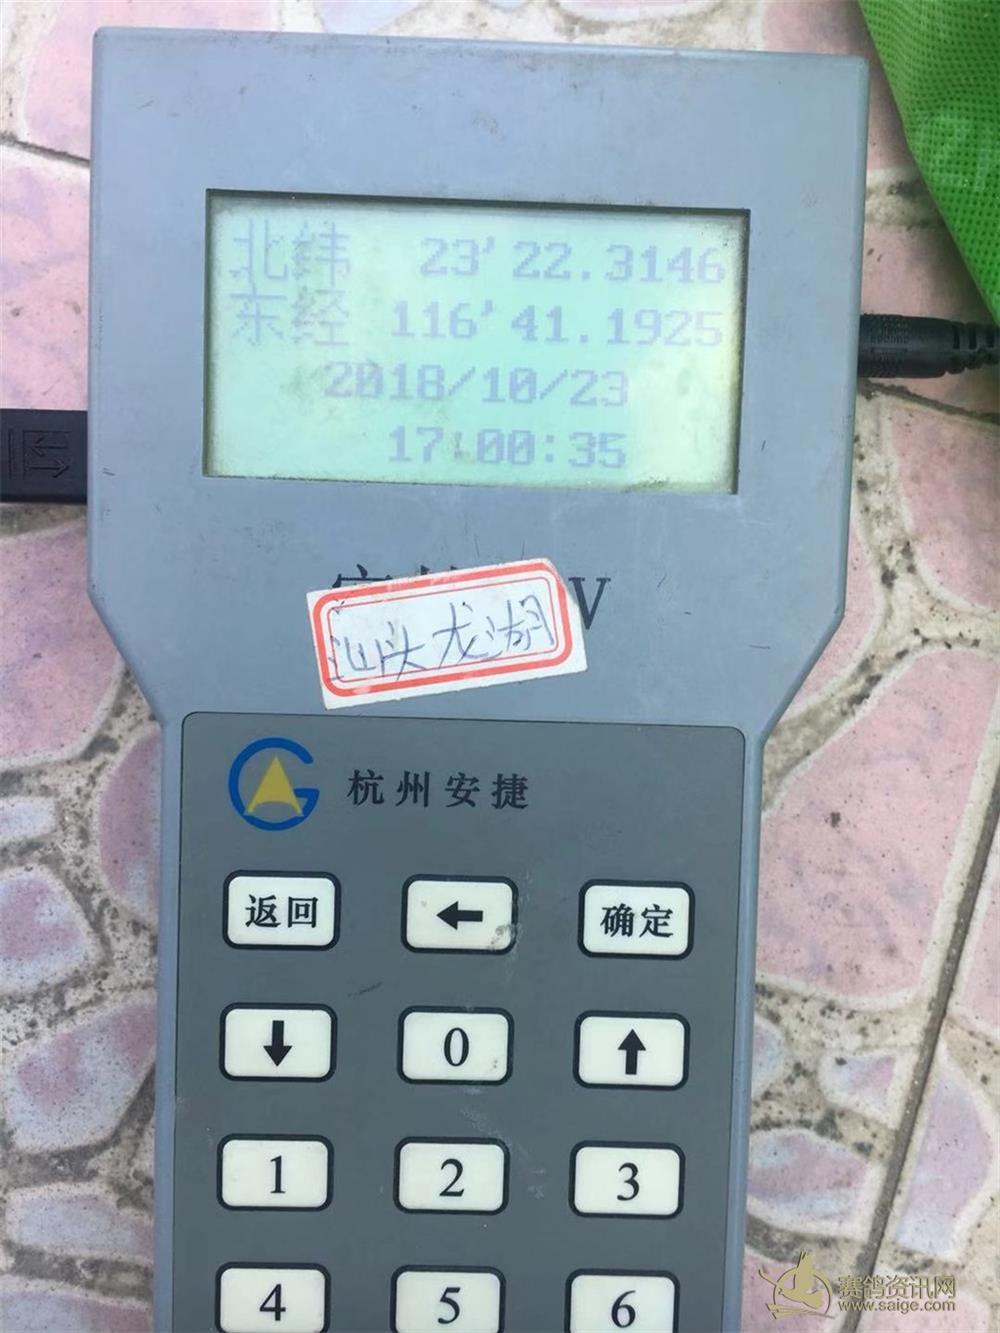 北纬 23' 22.3146
东经 116' 41.1925
2018/10/23
17:00:35
V
汕头龙湖
杭州安捷
返回 ← 确定
↓ 0 ↑
1 2 3
4 5 6
赛鸽资讯网
www.saige.com